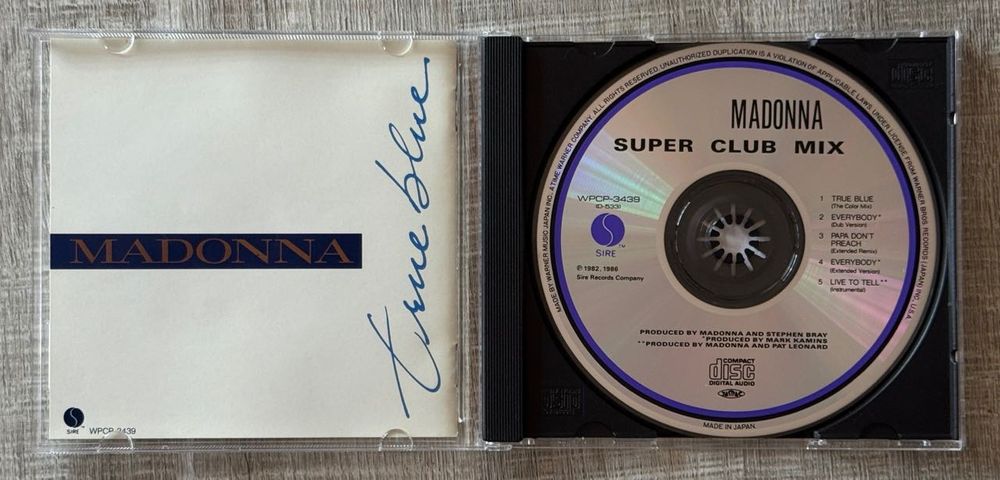 MADONNA
true blue
SIRE
WPCP-3439
MADE BY WARNER MUSIC JAPAN INC., A TIME WARNER COMPANY. ALL RIGHTS RESERVED. UNAUTHORIZED DUPLICATION IS A VIOLATION OF APPLICABLE LAWS. UNDER LICENSE FROM WARNER BROS. RECORDS (JAPAN) INC., U.S.A.
MADONNA
SUPER CLUB MIX
WPCP-3439
(D-533)
SIRE
TM
℗ 1982, 1986
Sire Records Company
1 TRUE BLUE
(The Color Mix)
2 EVERYBODY*
(Dub Version)
3 PAPA DON'T
PREACH
(Extended Remix)
4 EVERYBODY*
(Extended Version)
5 LIVE TO TELL**
(Instrumental)
PRODUCED BY MADONNA AND STEPHEN BRAY
*PRODUCED BY MARK KAMINS
**PRODUCED BY MADONNA AND PAT LEONARD
COMPACT
disc
DIGITAL AUDIO
MADE IN JAPAN.